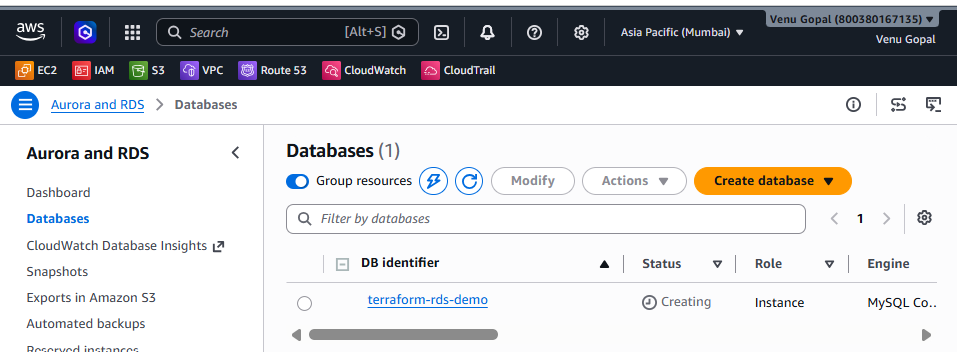 aws
Search
[Alt+S]
Asia Pacific (Mumbai) ▼
Venu Gopal (800380167135) ▼
Venu Gopal
EC2
IAM
S3
VPC
Route 53
CloudWatch
CloudTrail
Aurora and RDS > Databases
Aurora and RDS
Dashboard
Databases
CloudWatch Database Insights
Snapshots
Exports in Amazon S3
Automated backups
Reserved instances
Databases (1)
Group resources
Modify
Actions
Create database
Filter by databases
1
DB identifier
Status
Role
Engine
terraform-rds-demo
Creating
Instance
MySQL Co...